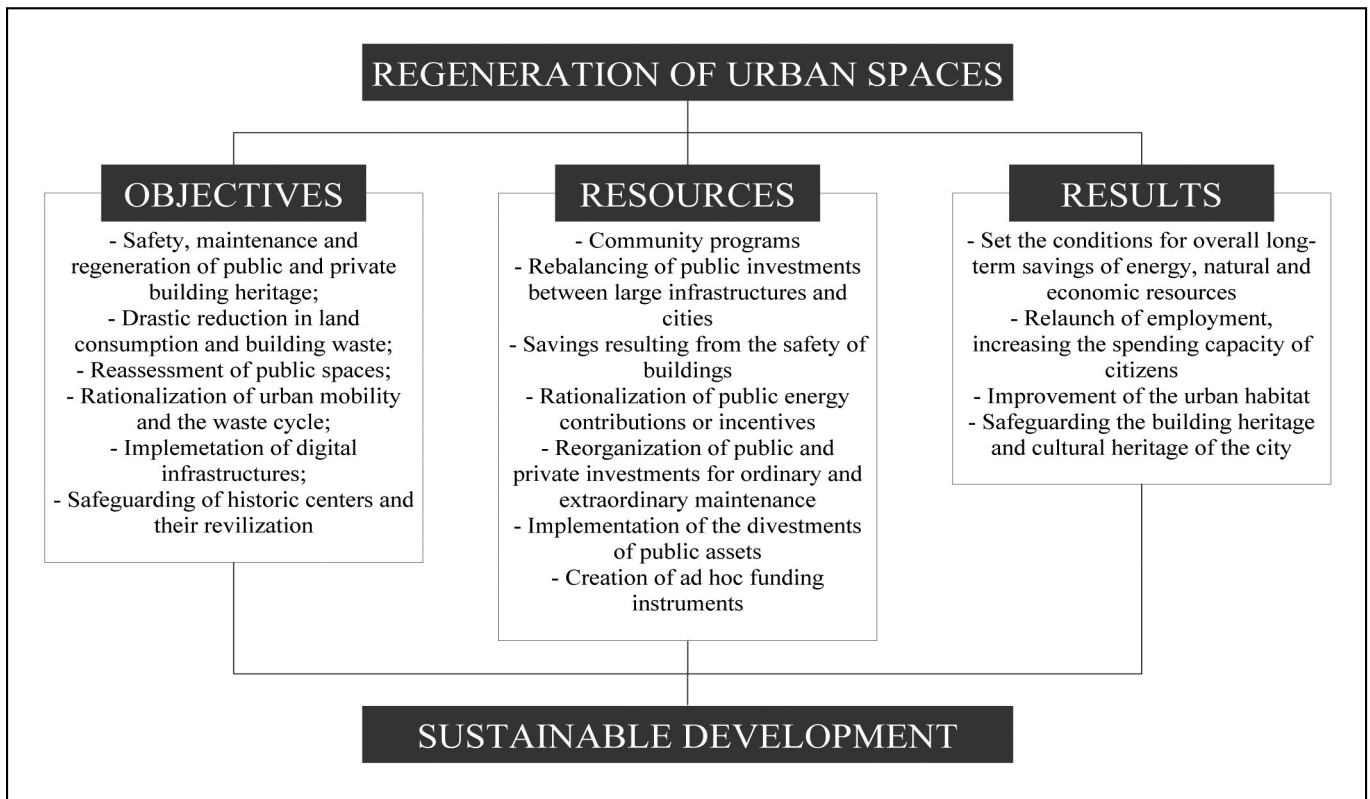 REGENERATION OF URBAN SPACES
OBJECTIVES
- Safety, maintenance and
regeneration of public and private
building heritage;
- Drastic reduction in land
consumption and building waste;
- Reassessment of public spaces;
- Rationalization of urban mobility
and the waste cycle;
- Implemetation of digital
infrastructures;
- Safeguarding of historic centers and
their revilization
RESOURCES
- Community programs
- Rebalancing of public investments
between large infrastructures and
cities
- Savings resulting from the safety of
buildings
- Rationalization of public energy
contributions or incentives
- Reorganization of public and
private investments for ordinary and
extraordinary maintenance
- Implementation of the divestments
of public assets
- Creation of ad hoc funding
instruments
RESULTS
- Set the conditions for overall long-
term savings of energy, natural and
economic resources
- Relaunch of employment,
increasing the spending capacity of
citizens
- Improvement of the urban habitat
- Safeguarding the building heritage
and cultural heritage of the city
SUSTAINABLE DEVELOPMENT